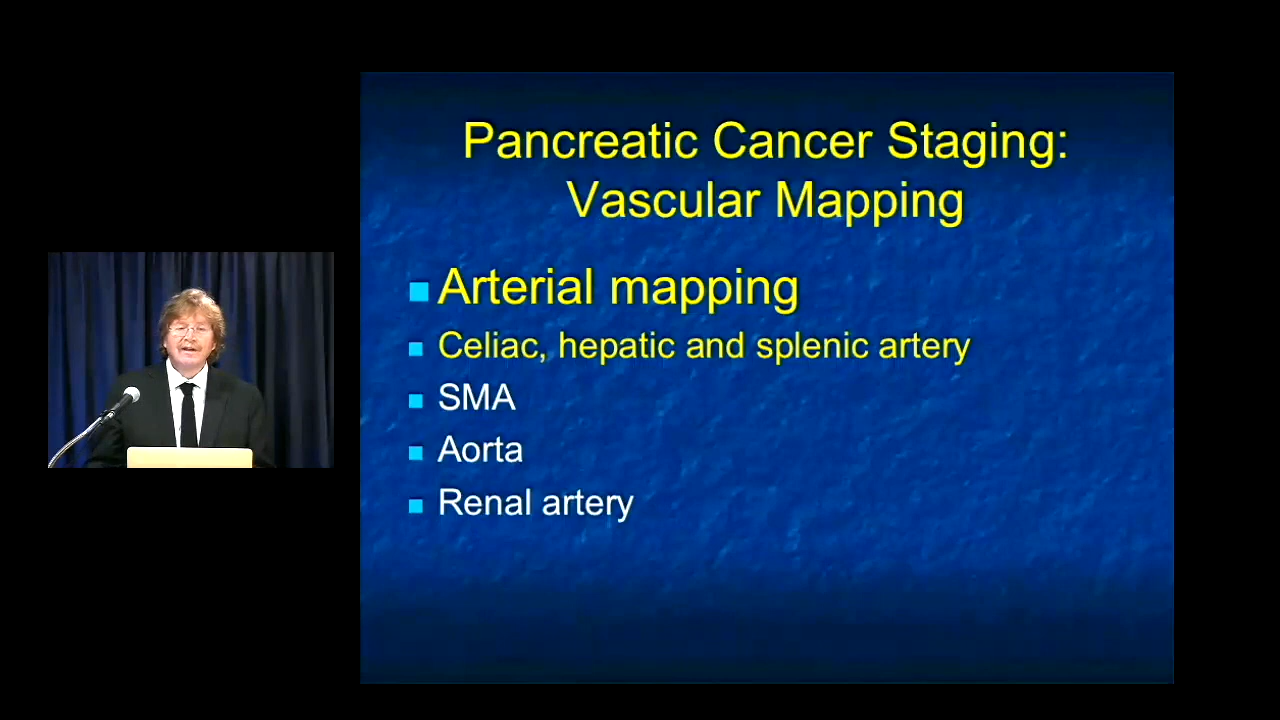 Pancreatic Cancer Staging:
Vascular Mapping
Arterial mapping
Celiac, hepatic and splenic artery
SMA
Aorta
Renal artery